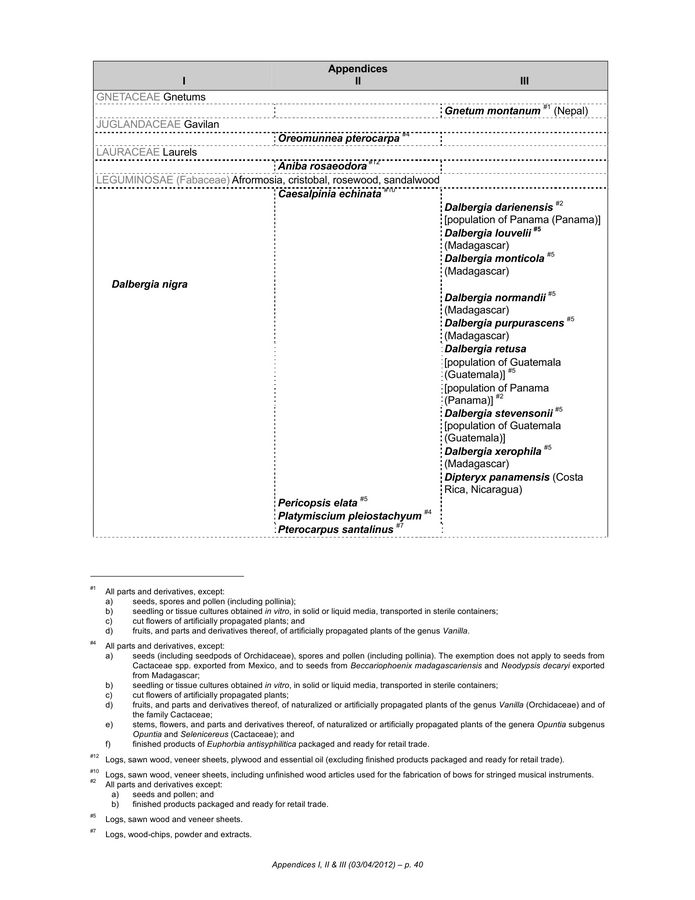 Appendices
I II III
GNETACEAE Gnetums
Gnetum montanum #1 (Nepal)
JUGLANDACEAE Gavilan
Oreomunnea pterocarpa #4
LAURACEAE Laurels
Aniba rosaeodora #12
LEGUMINOSAE (Fabaceae) Afrormosia, cristobal, rosewood, sandalwood
Caesalpinia echinata #10
Dalbergia darienensis #2
[population of Panama (Panama)]
Dalbergia louvelii #5
(Madagascar)
Dalbergia monticola #5
(Madagascar)
Dalbergia nigra
Dalbergia normandii #5
(Madagascar)
Dalbergia purpurascens #5
(Madagascar)
Dalbergia retusa
[population of Guatemala
(Guatemala)] #5
[population of Panama
(Panama)] #2
Dalbergia stevensonii #5
[population of Guatemala
(Guatemala)]
Dalbergia xerophila #5
(Madagascar)
Dipteryx panamensis (Costa
Rica, Nicaragua)
Pericopsis elata #5
Platymiscium pleiostachyum #4
Pterocarpus santalinus #7
#1 All parts and derivatives, except:
a) seeds, spores and pollen (including pollinia);
b) seedling or tissue cultures obtained in vitro, in solid or liquid media, transported in sterile containers;
c) cut flowers of artificially propagated plants; and
d) fruits, and parts and derivatives thereof, of artificially propagated plants of the genus Vanilla.
#4 All parts and derivatives, except:
a) seeds (including seedpods of Orchidaceae), spores and pollen (including pollinia). The exemption does not apply to seeds from
Cactaceae spp. exported from Mexico, and to seeds from Beccariophoenix madagascariensis and Neodypsis decaryi exported
from Madagascar;
b) seedling or tissue cultures obtained in vitro, in solid or liquid media, transported in sterile containers;
c) cut flowers of artificially propagated plants;
d) fruits, and parts and derivatives thereof, of naturalized or artificially propagated plants of the genus Vanilla (Orchidaceae) and of
the family Cactaceae;
e) stems, flowers, and parts and derivatives thereof, of naturalized or artificially propagated plants of the genera Opuntia subgenus
Opuntia and Selenicereus (Cactaceae); and
f) finished products of Euphorbia antisyphilitica packaged and ready for retail trade.
#12 Logs, sawn wood, veneer sheets, plywood and essential oil (excluding finished products packaged and ready for retail trade).
#10 Logs, sawn wood, veneer sheets, including unfinished wood articles used for the fabrication of bows for stringed musical instruments.
#2 All parts and derivatives except:
a) seeds and pollen; and
b) finished products packaged and ready for retail trade.
#5 Logs, sawn wood and veneer sheets.
#7 Logs, wood-chips, powder and extracts.
Appendices I, II & III (03/04/2012) – p. 40